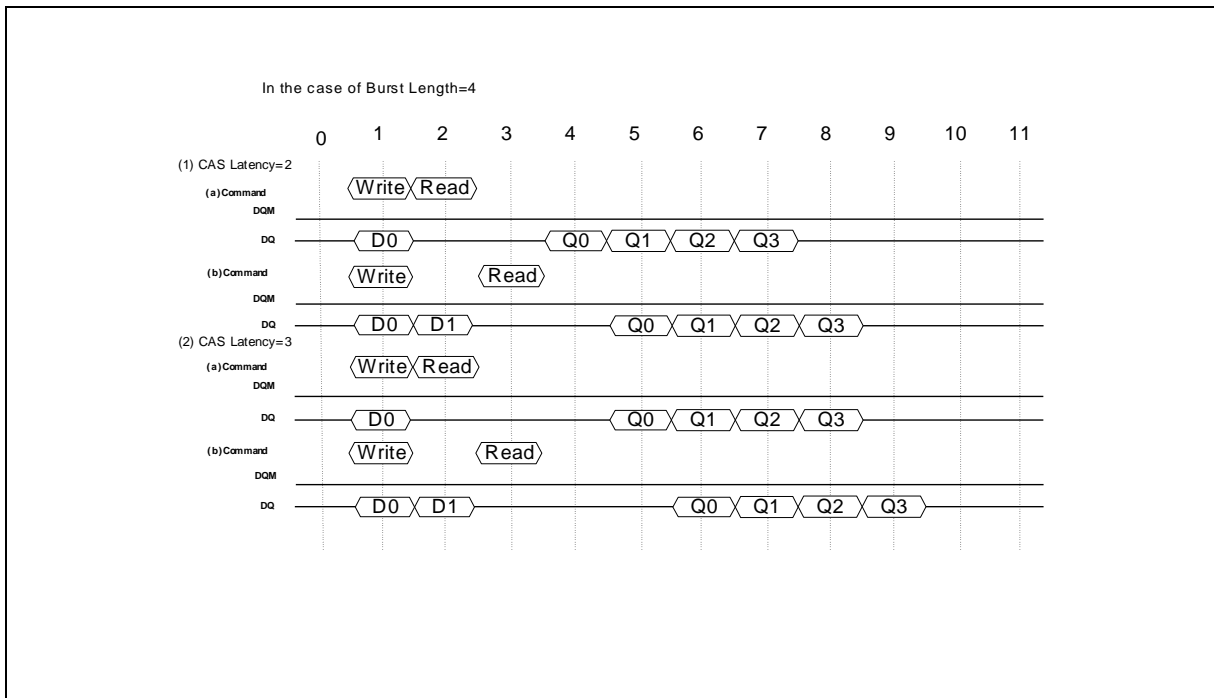 In the case of Burst Length=4
0 1 2 3 4 5 6 7 8 9 10 11
(1) CAS Latency=2
(a)Command Write Read
DQM
DQ D0 Q0 Q1 Q2 Q3
(b)Command Write Read
DQM
DQ D0 D1 Q0 Q1 Q2 Q3
(2) CAS Latency=3
(a)Command Write Read
DQM
DQ D0 Q0 Q1 Q2 Q3
(b)Command Write Read
DQM
DQ D0 D1 Q0 Q1 Q2 Q3